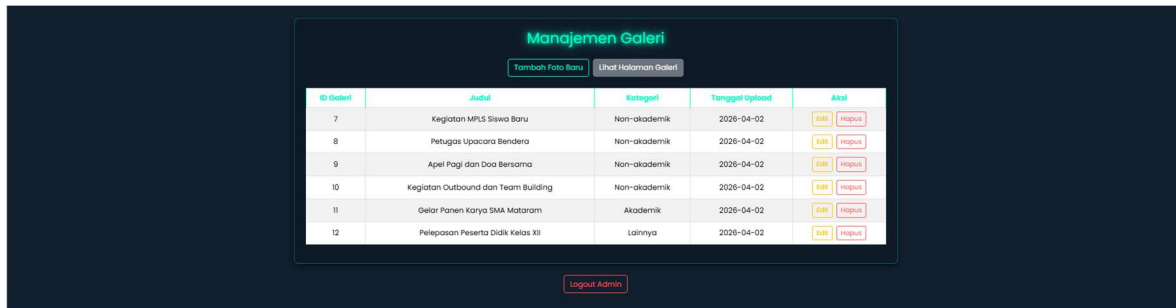 Manajemen Galeri
Tambah Foto Baru Lihat Halaman Galeri
ID Galeri Judul Kategori Tanggal Upload Aksi
7 Kegiatan MPLS Siswa Baru Non-akademik 2026-04-02 Edit Hapus
8 Petugas Upacara Bendera Non-akademik 2026-04-02 Edit Hapus
9 Apel Pagi dan Doa Bersama Non-akademik 2026-04-02 Edit Hapus
10 Kegiatan Outbound dan Team Building Non-akademik 2026-04-02 Edit Hapus
11 Gelar Panen Karya SMA Mataram Akademik 2026-04-02 Edit Hapus
12 Pelepasan Peserta Didik Kelas XII Lainnya 2026-04-02 Edit Hapus
Logout Admin